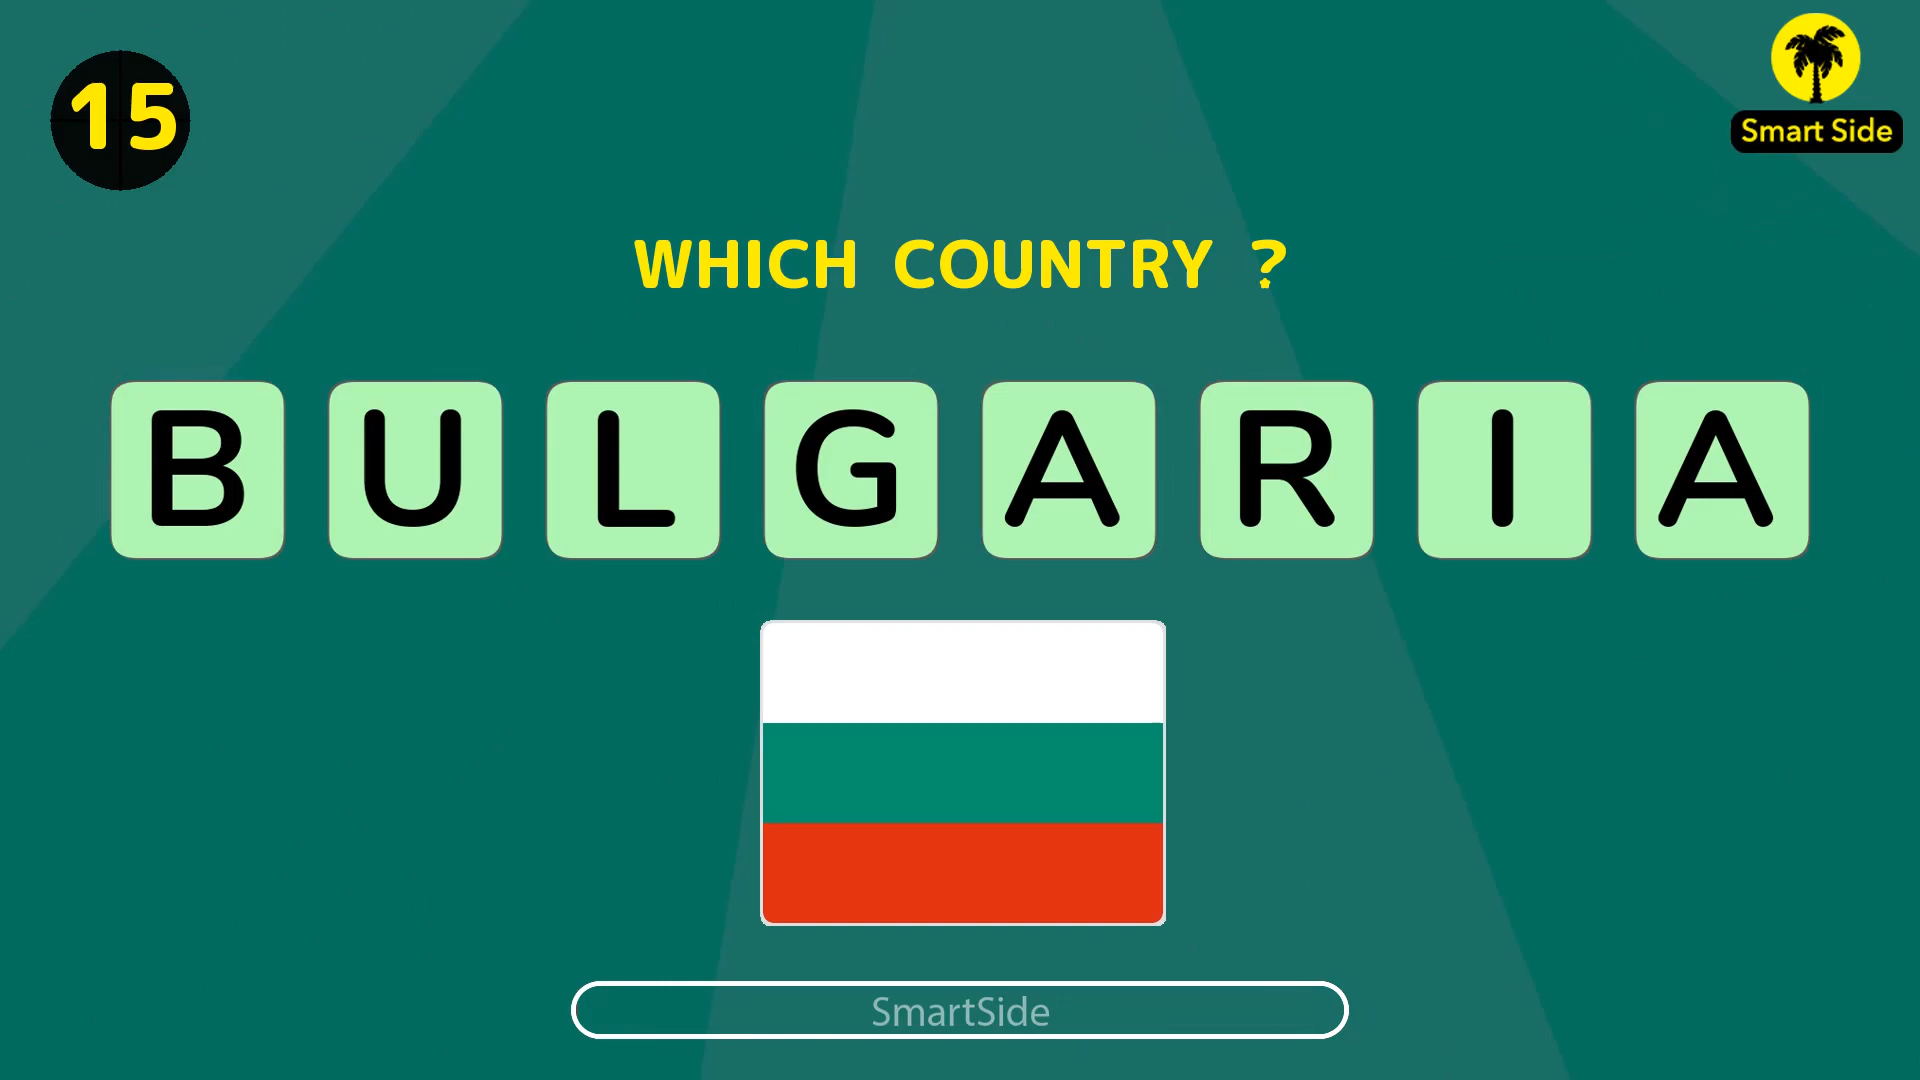 15
Smart Side
WHICH COUNTRY ?
BULGARIA
SmartSide